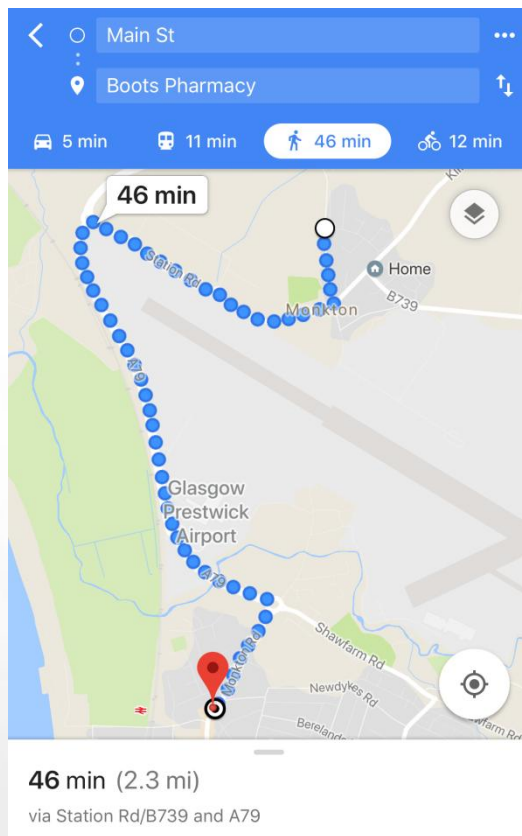 Main St
Boots Pharmacy
5 min
11 min
46 min
12 min
46 min
Station Rd
Home
Monkton
B739
A79
Glasgow
Prestwick
Airport
A79
Monkton Rd
Shawfarm Rd
Newdykes Rd
46 min (2.3 mi)
via Station Rd/B739 and A79